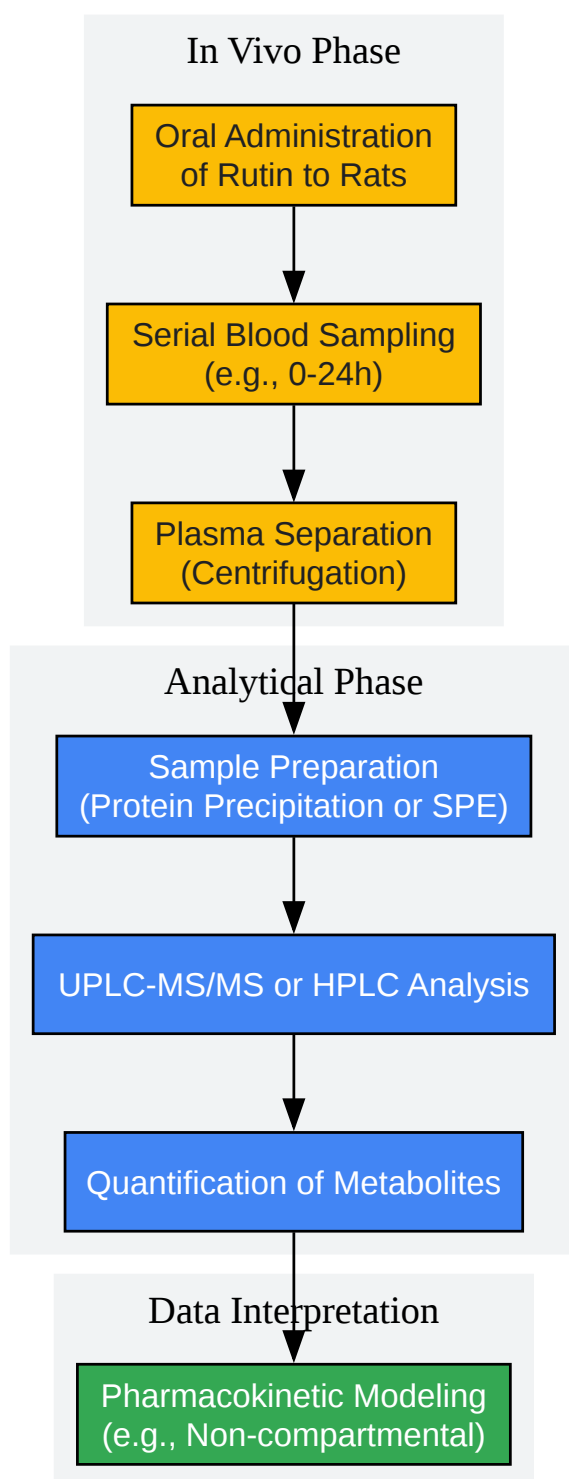 In Vivo Phase
Oral Administration
of Rutin to Rats
Serial Blood Sampling
(e.g., 0-24h)
Plasma Separation
(Centrifugation)
Analytical Phase
Sample Preparation
(Protein Precipitation or SPE)
UPLC-MS/MS or HPLC Analysis
Quantification of Metabolites
Data Interpretation
Pharmacokinetic Modeling
(e.g., Non-compartmental)